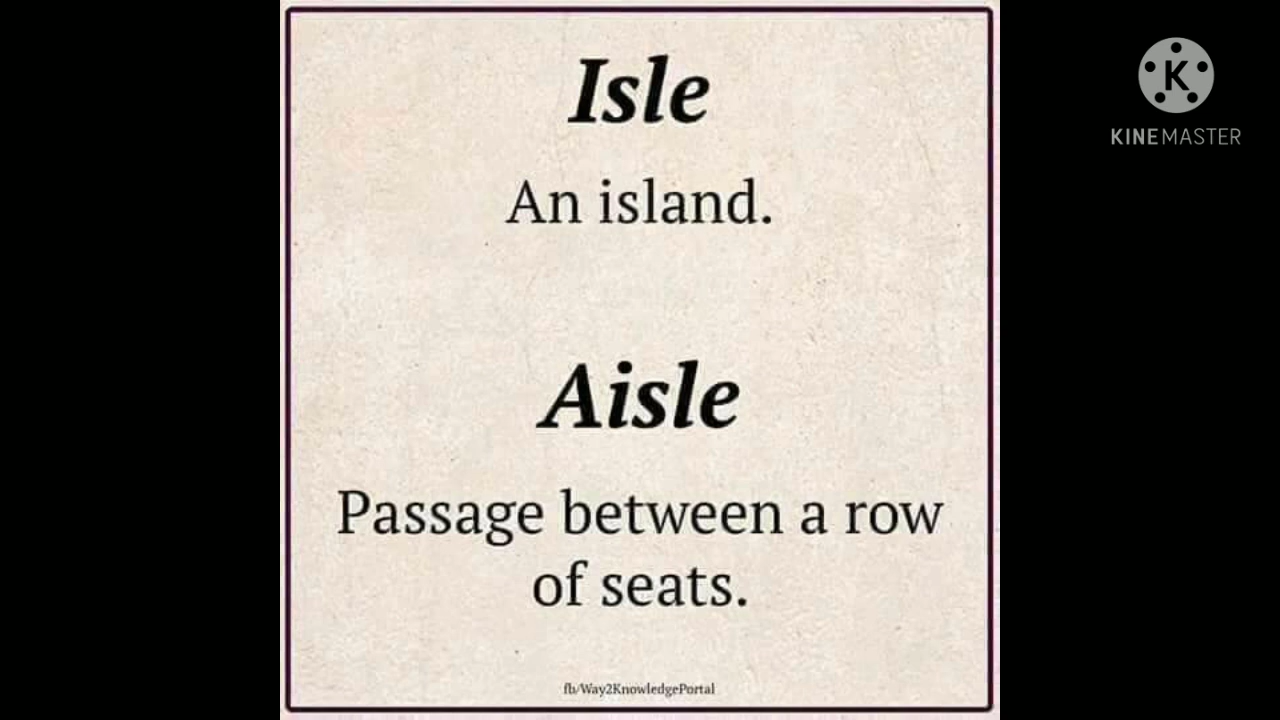 Isle
An island.
Aisle
Passage between a row
of seats.
fb/Way2KnowledgePortal
K
KINEMASTER